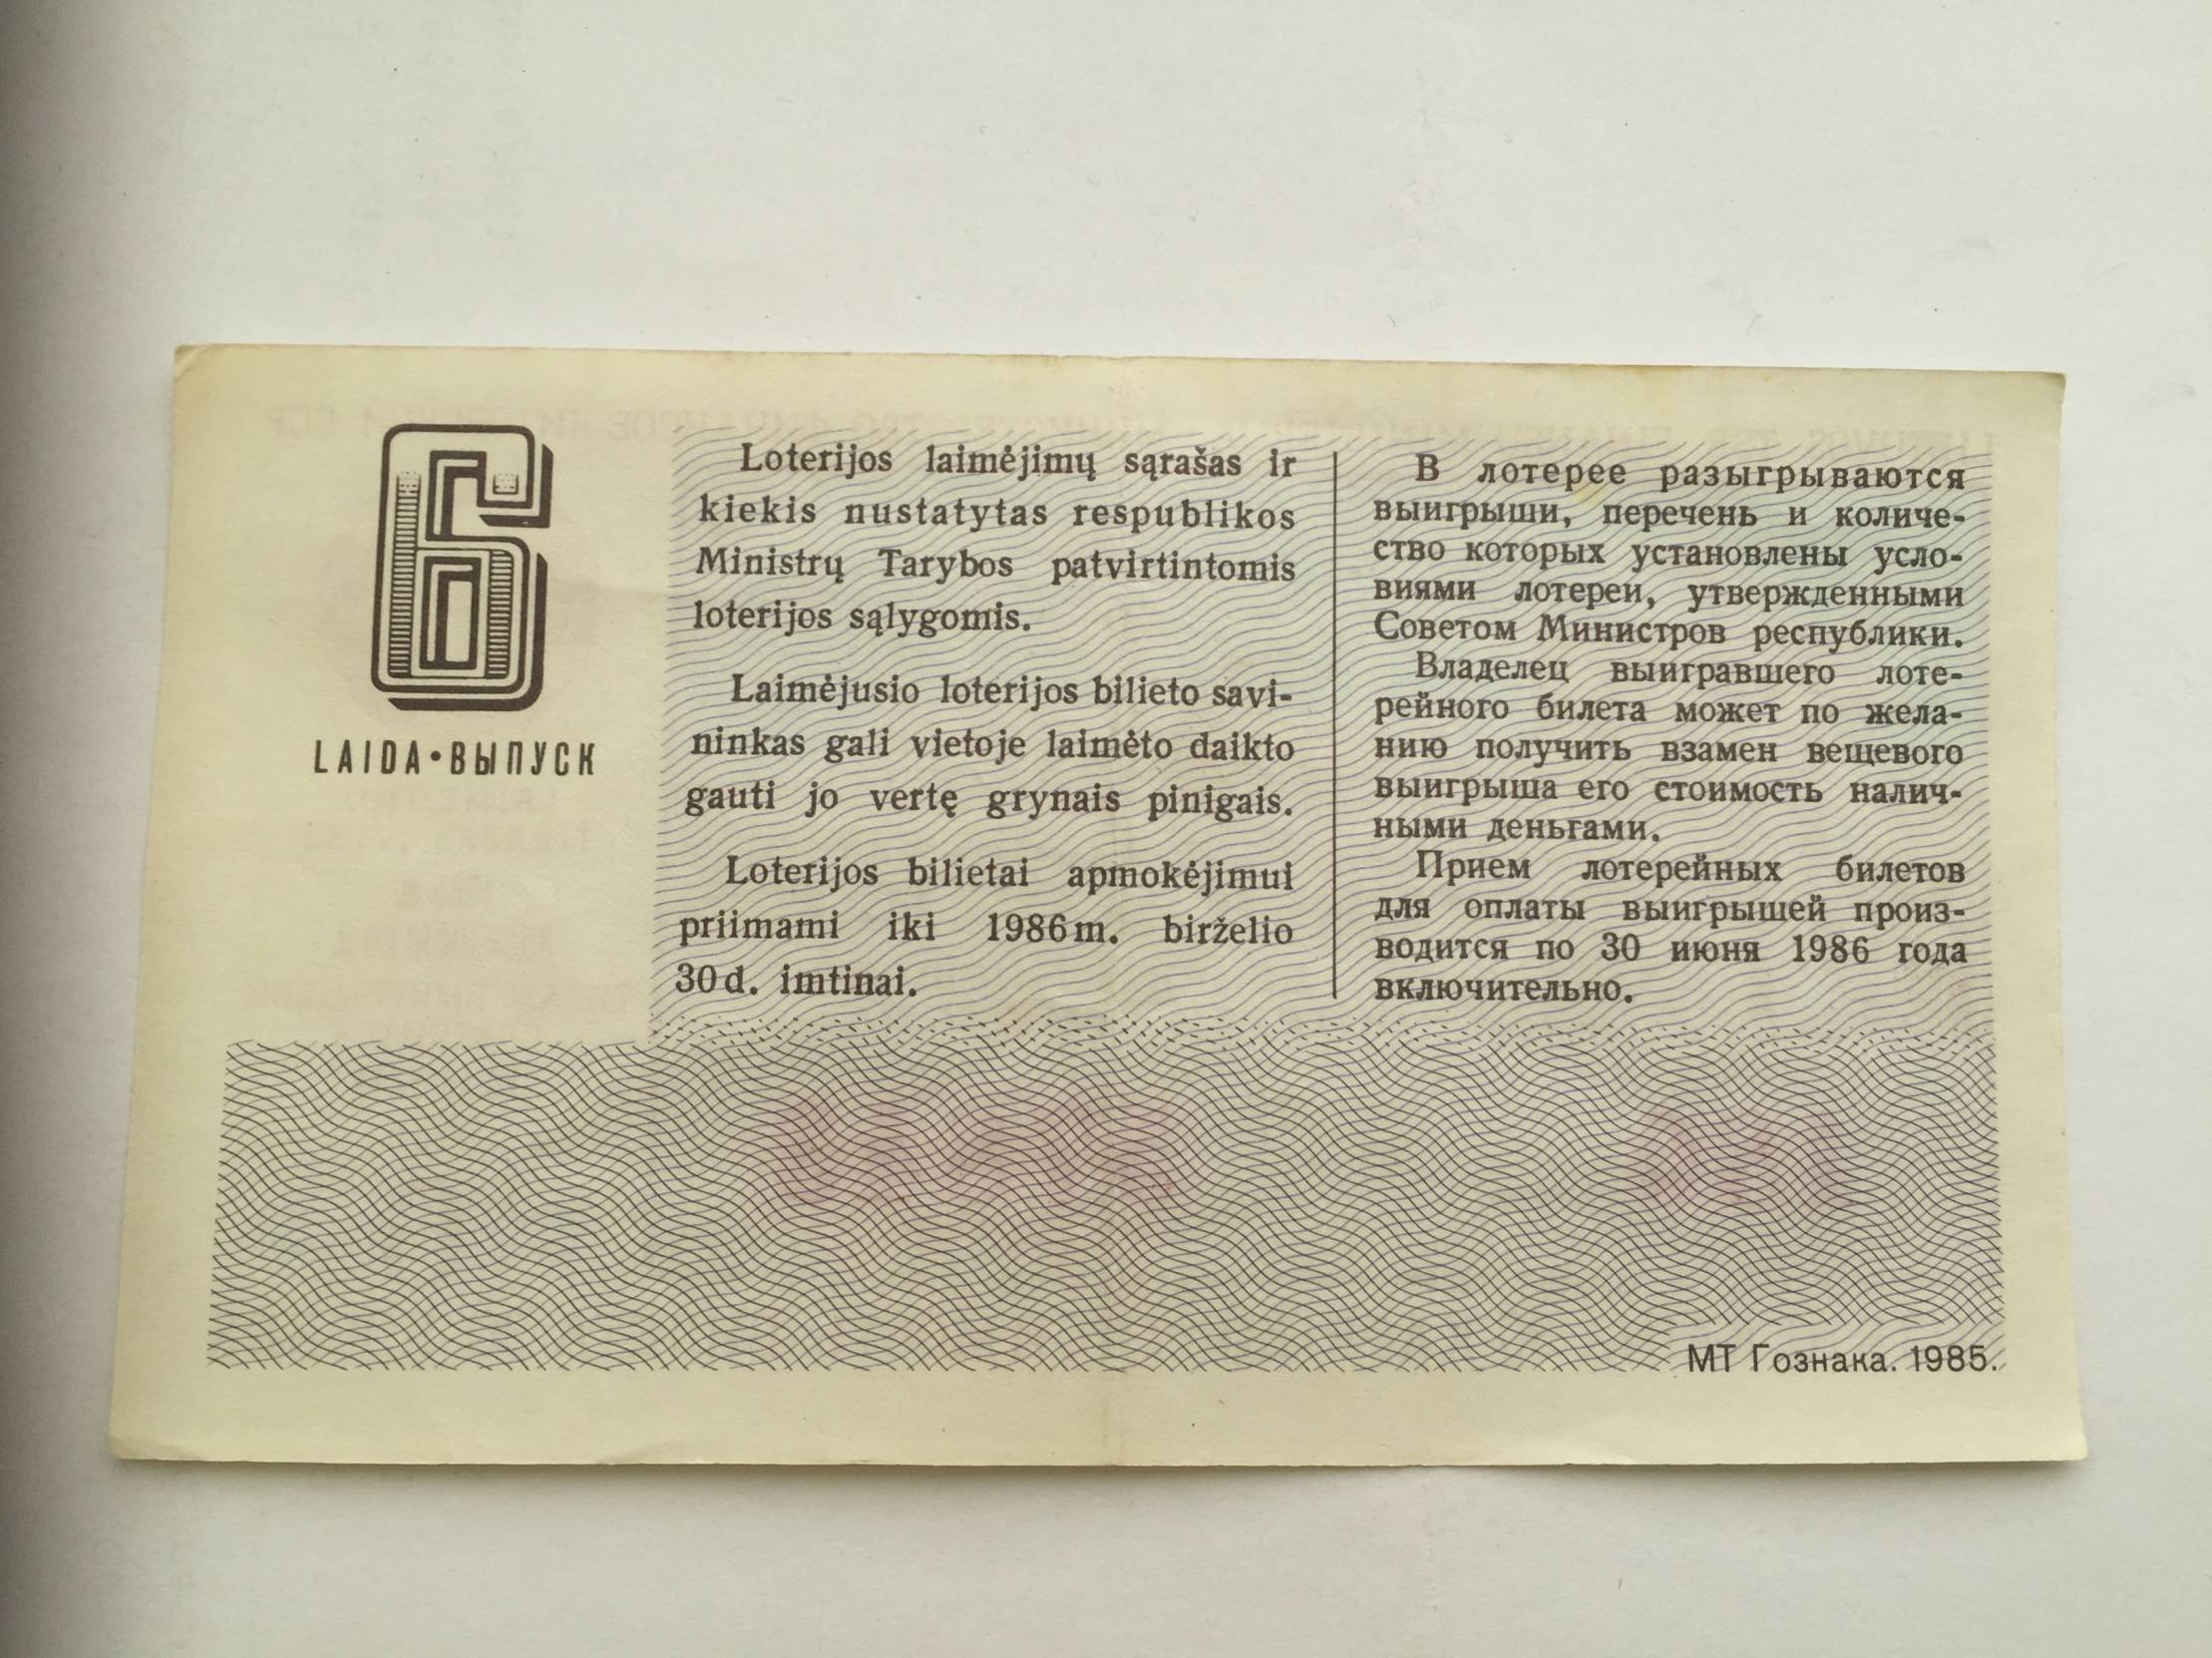 6
LAIDA•ВЫПУСК
Loterijos laimėjimų sąrašas ir
kiekis nustatytas respublikos
Ministrų Tarybos patvirtintomis
loterijos sąlygomis.
Laimėjusio loterijos bilieto savi-
ninkas gali vietoje laimėto daikto
gauti jo vertę grynais pinigais.
Loterijos bilietai apmokėjimui
priimami iki 1986 m. birželio
30 d. imtinai.
В лотерее разыгрываются
выигрыши, перечень и количе-
ство которых установлены усло-
виями лотереи, утвержденными
Советом Министров республики.
Владелец выигравшего лоте-
рейного билета может по жела-
нию получить взамен вещевого
выигрыша его стоимость налич-
ными деньгами.
Прием лотерейных билетов
для оплаты выигрышей произ-
водится по 30 июня 1986 года
включительно.
МТ Гознака. 1985.